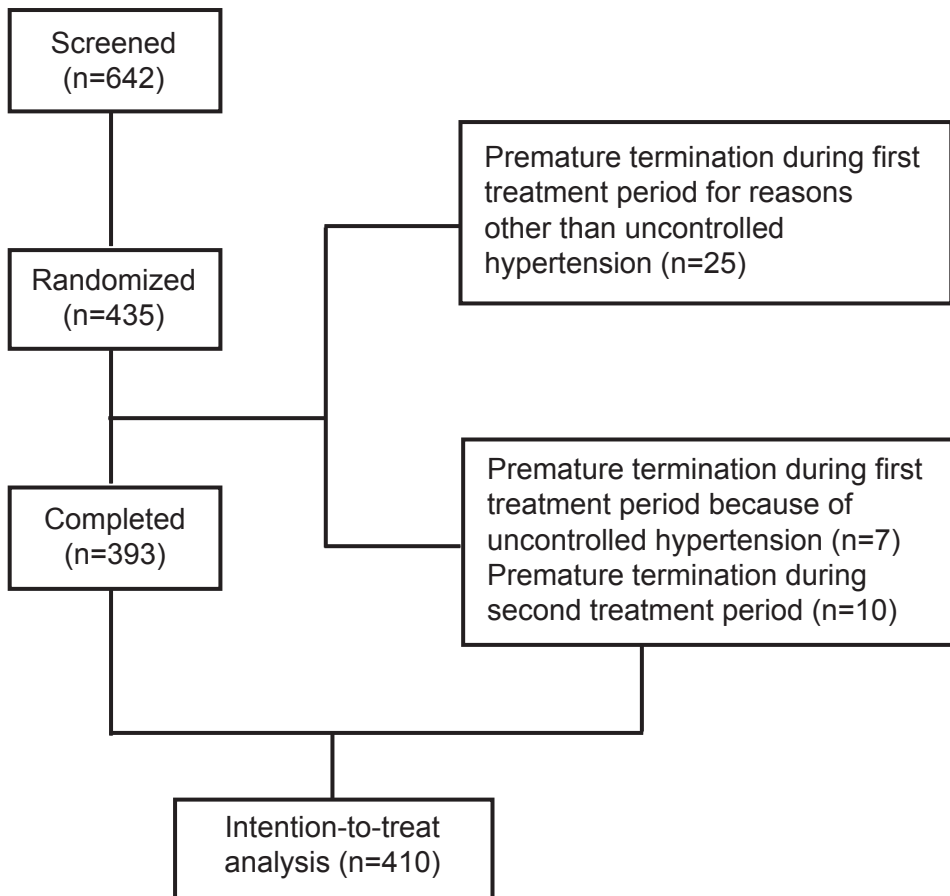 Screened
(n=642)
Premature termination during first
treatment period for reasons
other than uncontrolled
hypertension (n=25)
Randomized
(n=435)
Premature termination during first
treatment period because of
uncontrolled hypertension (n=7)
Premature termination during
second treatment period (n=10)
Completed
(n=393)
Intention-to-treat
analysis (n=410)